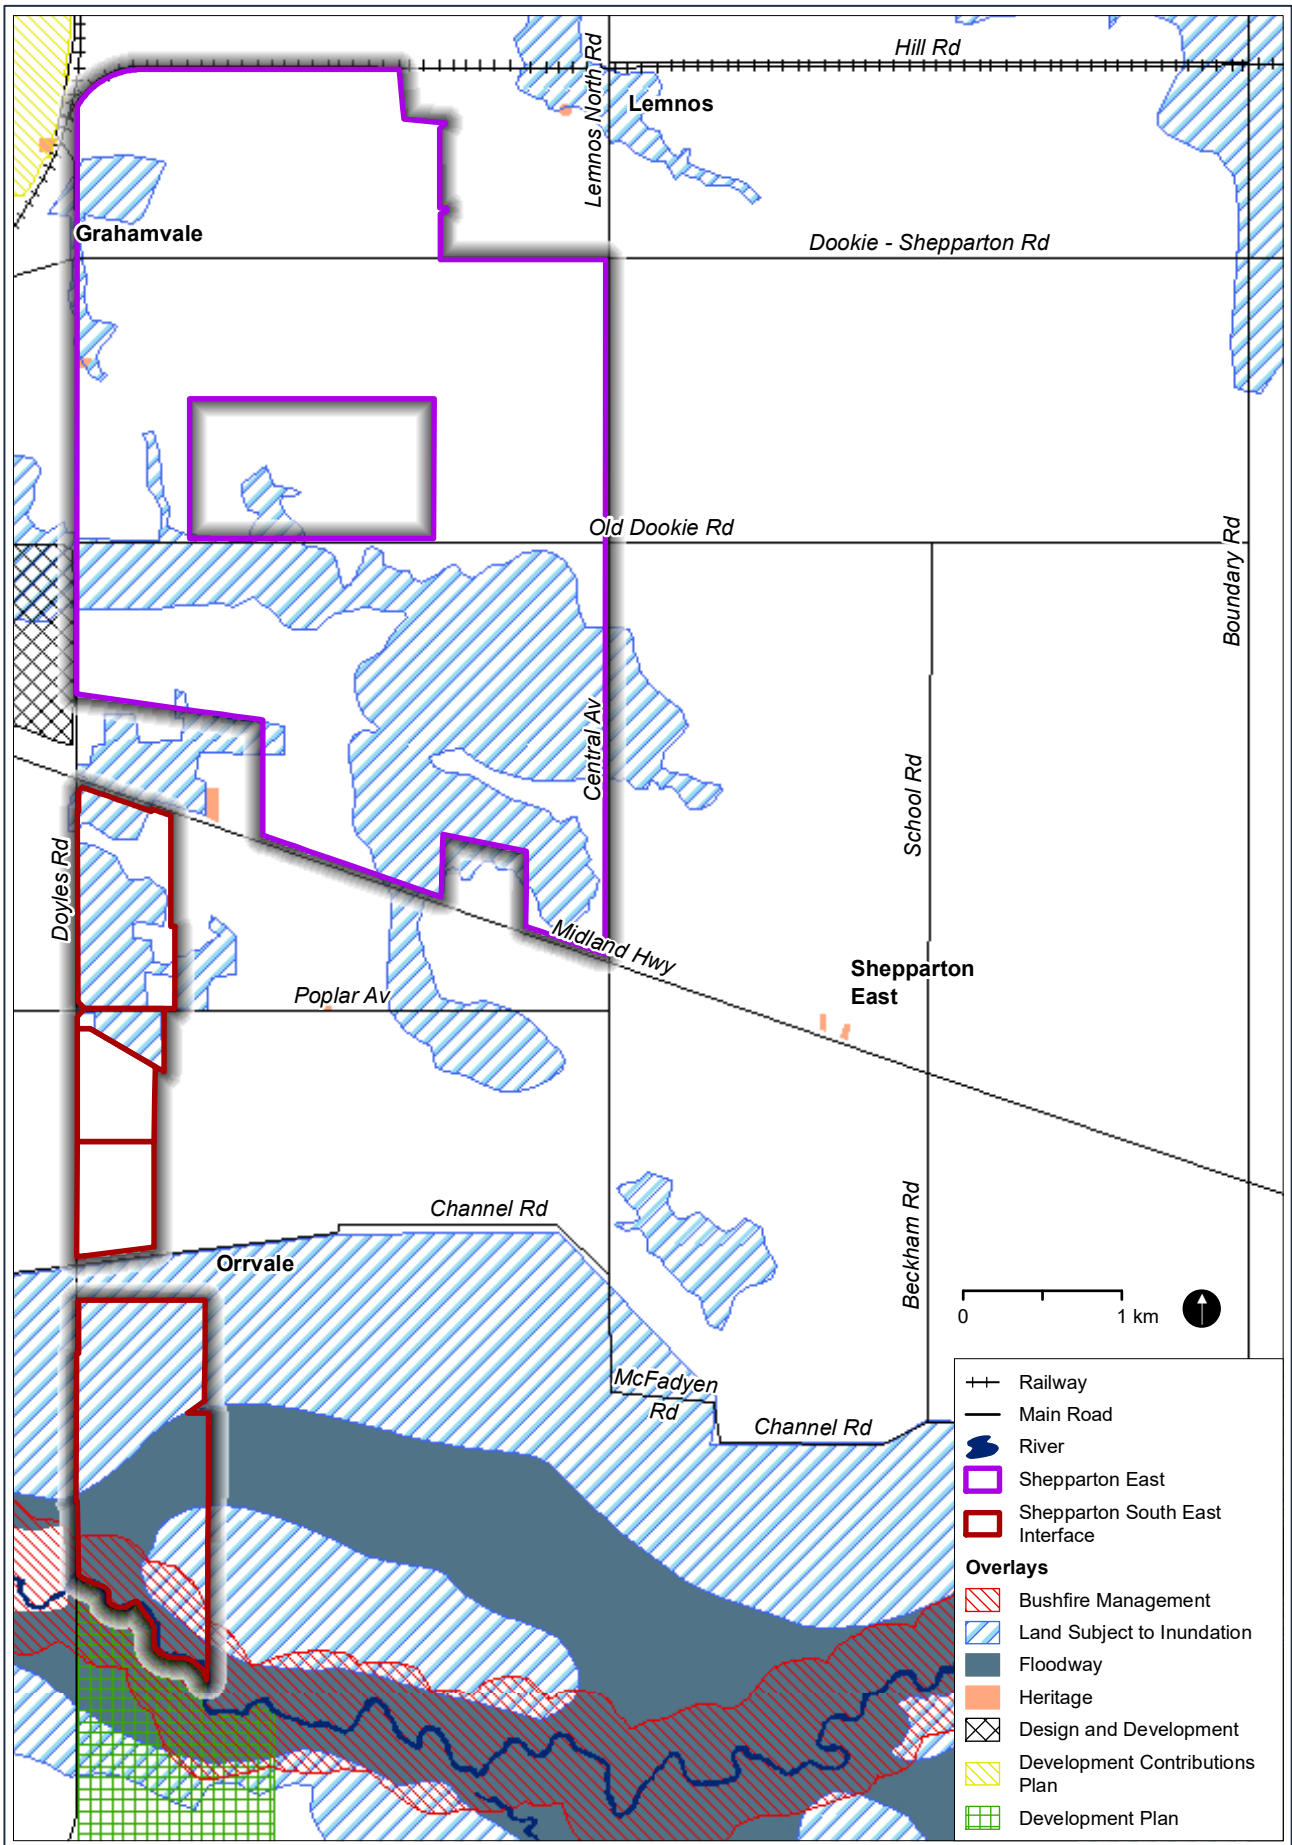 Hill Rd
Lemnos North Rd
Lemnos
Grahamvale
Dookie - Shepparton Rd
Old Dookie Rd
Boundary Rd
Central Av
School Rd
Doyles Rd
Midland Hwy
Shepparton
East
Poplar Av
Channel Rd
Beckham Rd
Orrvale
0 1 km
McFadyen
Rd
Channel Rd
Railway
Main Road
River
Shepparton East
Shepparton South East
Interface
Overlays
Bushfire Management
Land Subject to Inundation
Floodway
Heritage
Design and Development
Development Contributions
Plan
Development Plan